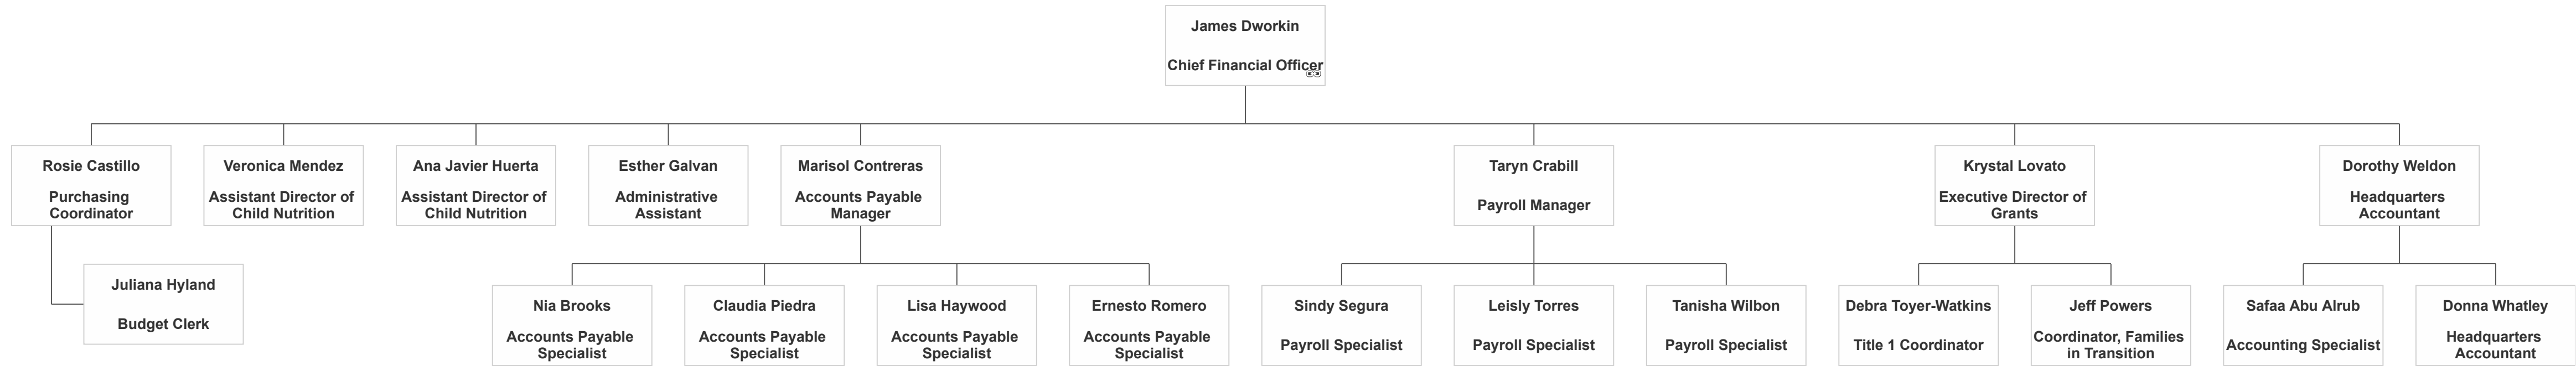 James Dworkin
Chief Financial Officer
Rosie Castillo
Purchasing
Coordinator
Veronica Mendez
Assistant Director of
Child Nutrition
Ana Javier Huerta
Assistant Director of
Child Nutrition
Esther Galvan
Administrative
Assistant
Marisol Contreras
Accounts Payable
Manager
Taryn Crabill
Payroll Manager
Krystal Lovato
Executive Director of
Grants
Dorothy Weldon
Headquarters
Accountant
Juliana Hyland
Budget Clerk
Nia Brooks
Accounts Payable
Specialist
Claudia Piedra
Accounts Payable
Specialist
Lisa Haywood
Accounts Payable
Specialist
Ernesto Romero
Accounts Payable
Specialist
Sindy Segura
Payroll Specialist
Leisly Torres
Payroll Specialist
Tanisha Wilbon
Payroll Specialist
Debra Toyer-Watkins
Title 1 Coordinator
Jeff Powers
Coordinator, Families
in Transition
Safaa Abu Alrub
Accounting Specialist
Donna Whatley
Headquarters
Accountant